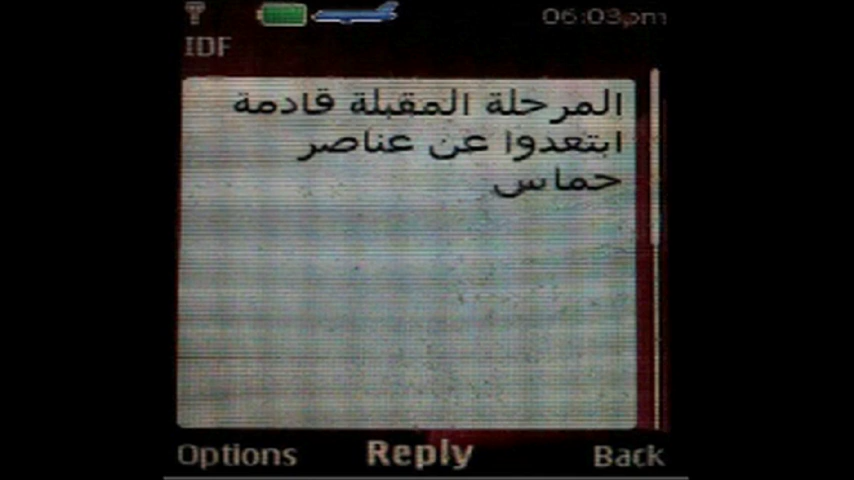 06:03pm
IDF
المرحلة المقبلة قادمة
ابتعدوا عن عناصر
حماس
Options Reply Back